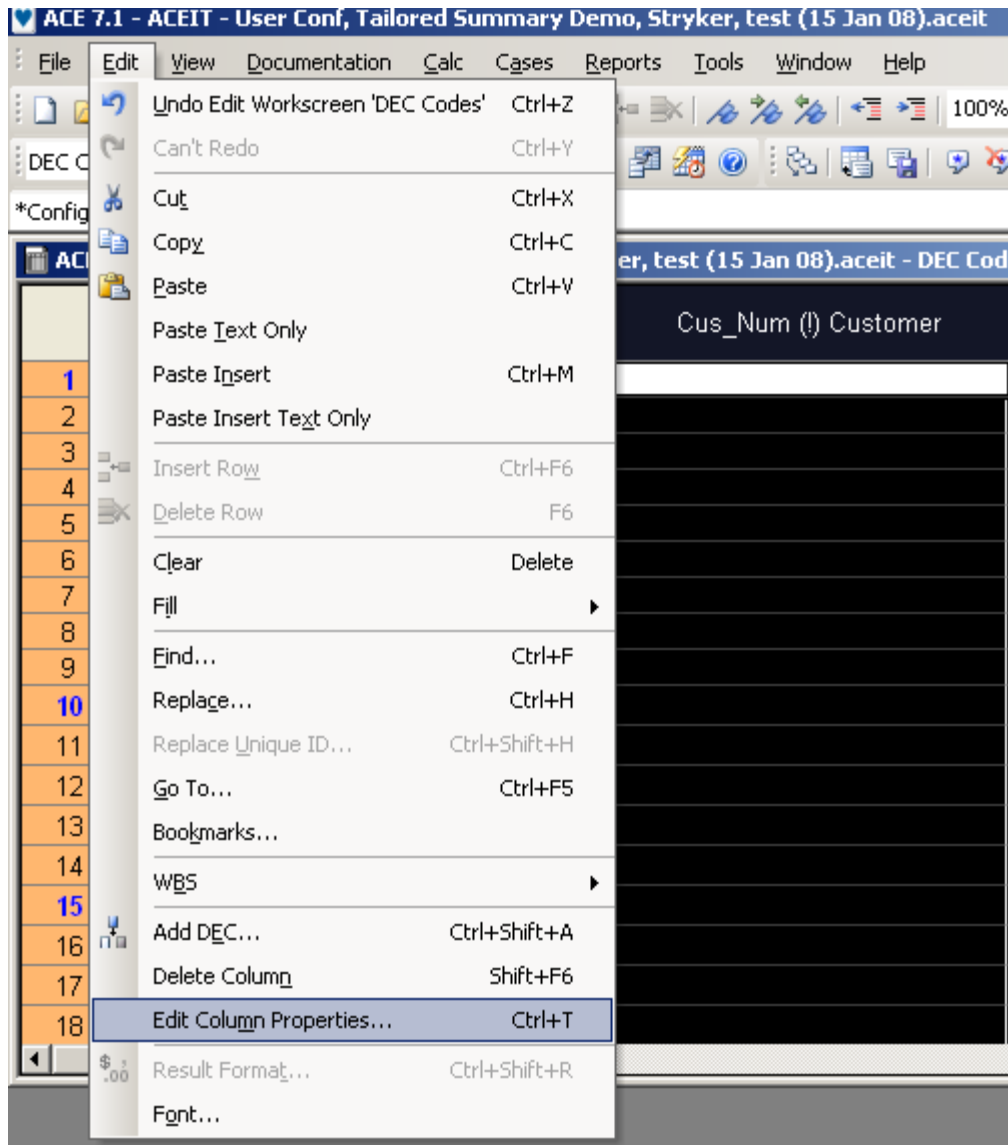 ACE 7.1 - ACEIT - User Conf, Tailored Summary Demo, Stryker, test (15 Jan 08).aceit
File Edit View Documentation Calc Cases Reports Tools Window Help
100%
DEC C
*Config
ACE
er, test (15 Jan 08).aceit - DEC Cod
Cus_Num (!) Customer
Undo Edit Workscreen 'DEC Codes' Ctrl+Z
Can't Redo Ctrl+Y
Cut Ctrl+X
Copy Ctrl+C
Paste Ctrl+V
Paste Text Only
Paste Insert Ctrl+M
Paste Insert Text Only
Insert Row Ctrl+F6
Delete Row F6
Clear Delete
Fill
Find... Ctrl+F
Replace... Ctrl+H
Replace Unique ID... Ctrl+Shift+H
Go To... Ctrl+F5
Bookmarks...
WBS
Add DEC... Ctrl+Shift+A
Delete Column Shift+F6
Edit Column Properties... Ctrl+T
Result Format... Ctrl+Shift+R
Font...
1
2
3
4
5
6
7
8
9
10
11
12
13
14
15
16
17
18